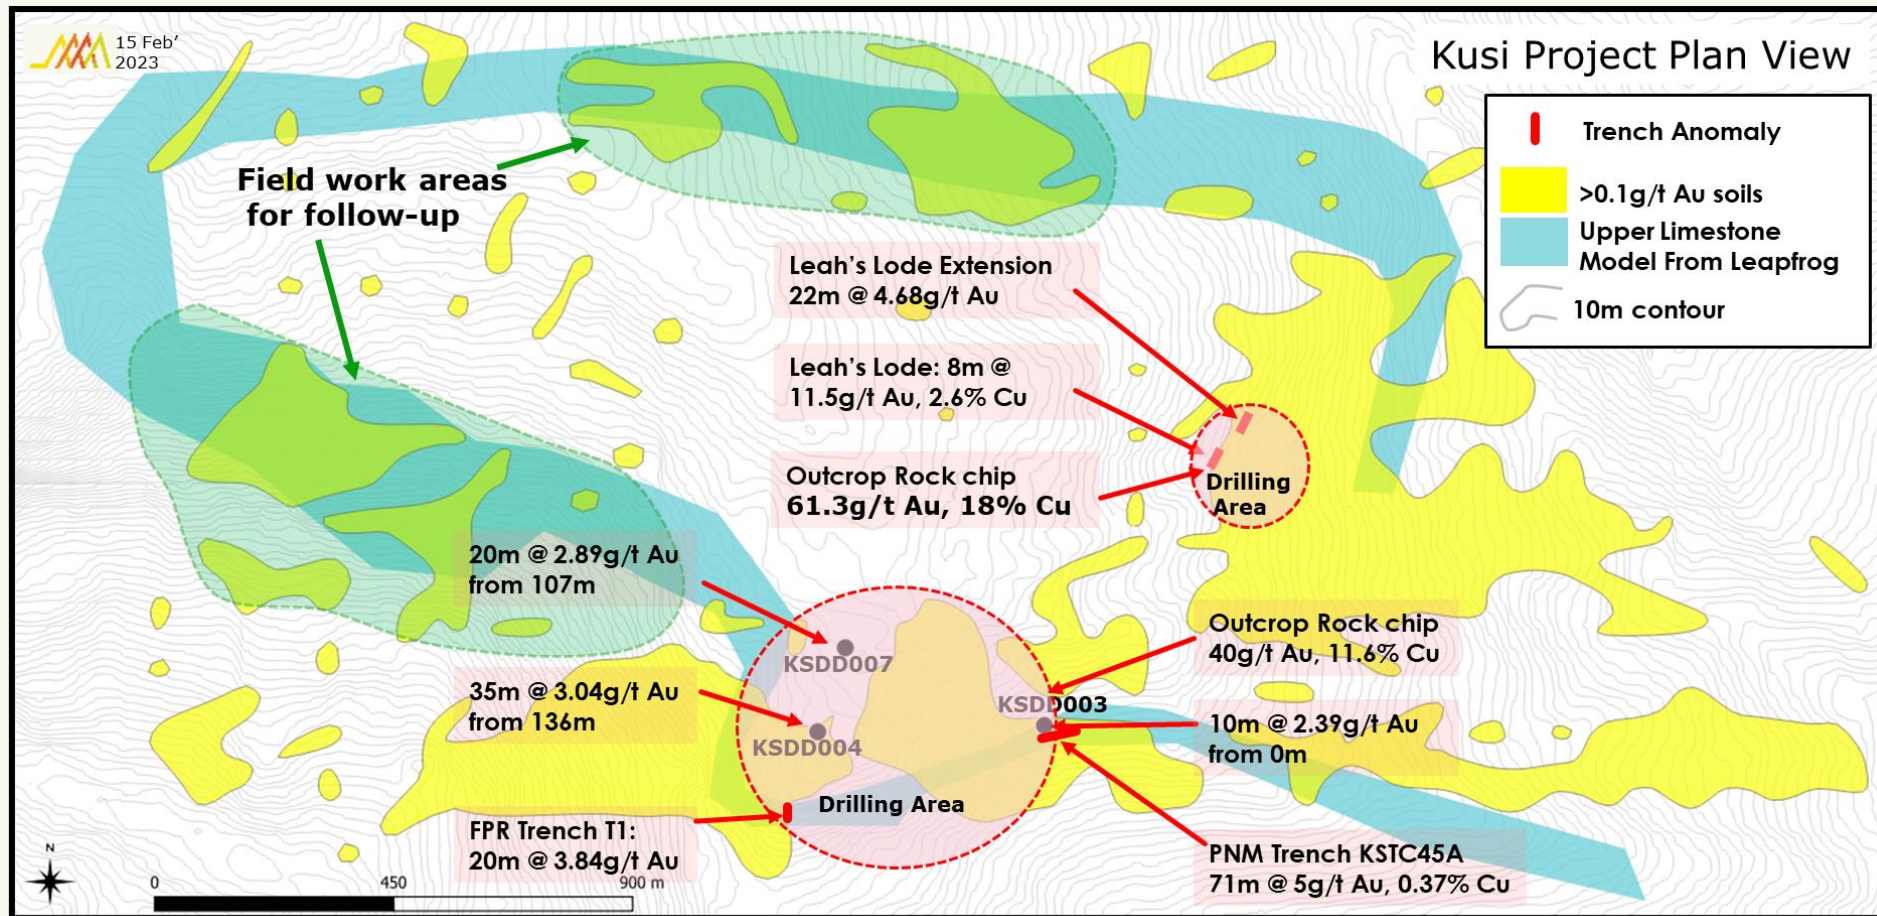 15 Feb'
2023
Kusi Project Plan View
Trench Anomaly
>0.1g/t Au soils
Upper Limestone
Model From Leapfrog
10m contour
Field work areas
for follow-up
Leah's Lode Extension
22m @ 4.68g/t Au
Leah's Lode: 8m @
11.5g/t Au, 2.6% Cu
Outcrop Rock chip
61.3g/t Au, 18% Cu
Drilling
Area
20m @ 2.89g/t Au
from 107m
KSDD007
Outcrop Rock chip
40g/t Au, 11.6% Cu
35m @ 3.04g/t Au
from 136m
KSDD004
KSDD003
10m @ 2.39g/t Au
from 0m
Drilling Area
FPR Trench T1:
20m @ 3.84g/t Au
PNM Trench KSTC45A
71m @ 5g/t Au, 0.37% Cu
N
0 450 900 m